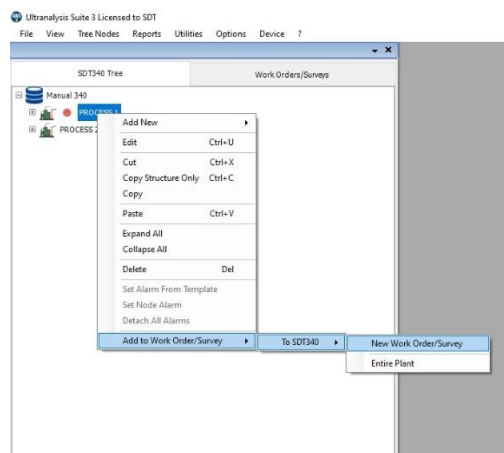 Ultranalysis Suite 3 Licensed to SDT
File View Tree Nodes Reports Utilities Options Device ?
SDT340 Tree Work Orders/Surveys
Manual 340
PROCESS 1
PROCESS 2
Add New
Edit Ctrl+U
Cut Ctrl+X
Copy Structure Only Ctrl+C
Copy
Paste Ctrl+V
Expand All
Collapse All
Delete Del
Set Alarm From Template
Set Node Alarm
Detach All Alarms
Add to Work Order/Survey To SDT340 New Work Order/Survey
Entire Plant